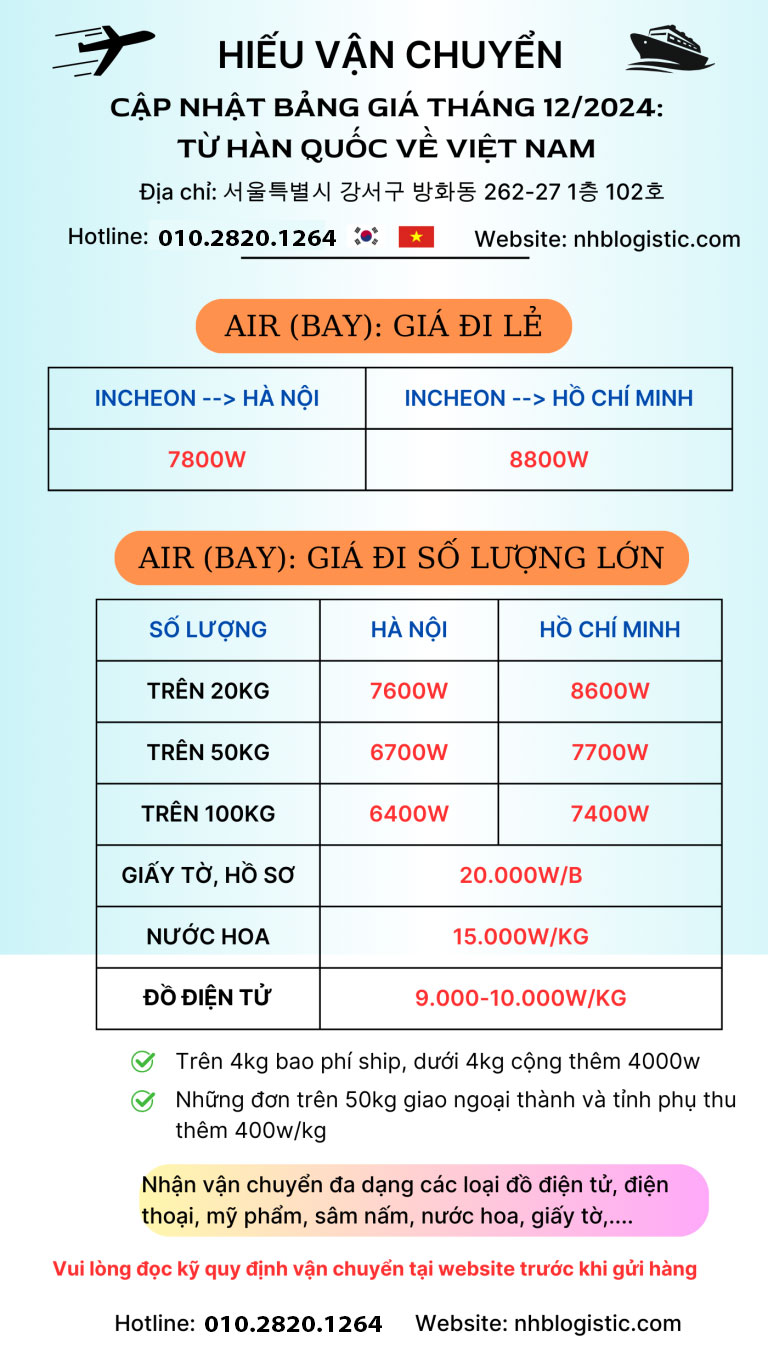 HIẾU VẬN CHUYỂN
CẬP NHẬT BẢNG GIÁ THÁNG 12/2024:
TỪ HÀN QUỐC VỀ VIỆT NAM
Địa chỉ: 서울특별시 강서구 방화동 262-27 1층 102호
Hotline: 010.2820.1264 Website: nhblogistic.com
AIR (BAY): GIÁ ĐI LẺ
INCHEON --> HÀ NỘI INCHEON --> HỒ CHÍ MINH
7800W 8800W
AIR (BAY): GIÁ ĐI SỐ LƯỢNG LỚN
SỐ LƯỢNG HÀ NỘI HỒ CHÍ MINH
TRÊN 20KG 7600W 8600W
TRÊN 50KG 6700W 7700W
TRÊN 100KG 6400W 7400W
GIẤY TỜ, HỒ SƠ 20.000W/B
NƯỚC HOA 15.000W/KG
ĐỒ ĐIỆN TỬ 9.000-10.000W/KG
Trên 4kg bao phí ship, dưới 4kg cộng thêm 4000w
Những đơn trên 50kg giao ngoại thành và tỉnh phụ thu
thêm 400w/kg
Nhận vận chuyển đa dạng các loại đồ điện tử, điện
thoại, mỹ phẩm, sâm nấm, nước hoa, giấy tờ,....
Vui lòng đọc kỹ quy định vận chuyển tại website trước khi gửi hàng
Hotline: 010.2820.1264 Website: nhblogistic.com